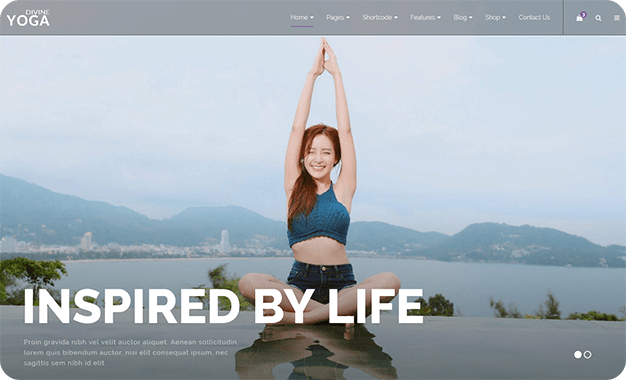 DIVINE
YOGA
Home Pages Shortcode Features Blog Shop Contact Us
INSPIRED BY LIFE
Proin gravida nibh vel velit auctor aliquet. Aenean sollicitudin
lorem quis bibendum auctor, nisi elit consequat ipsum, nec
sagittis sem nibh id elit.